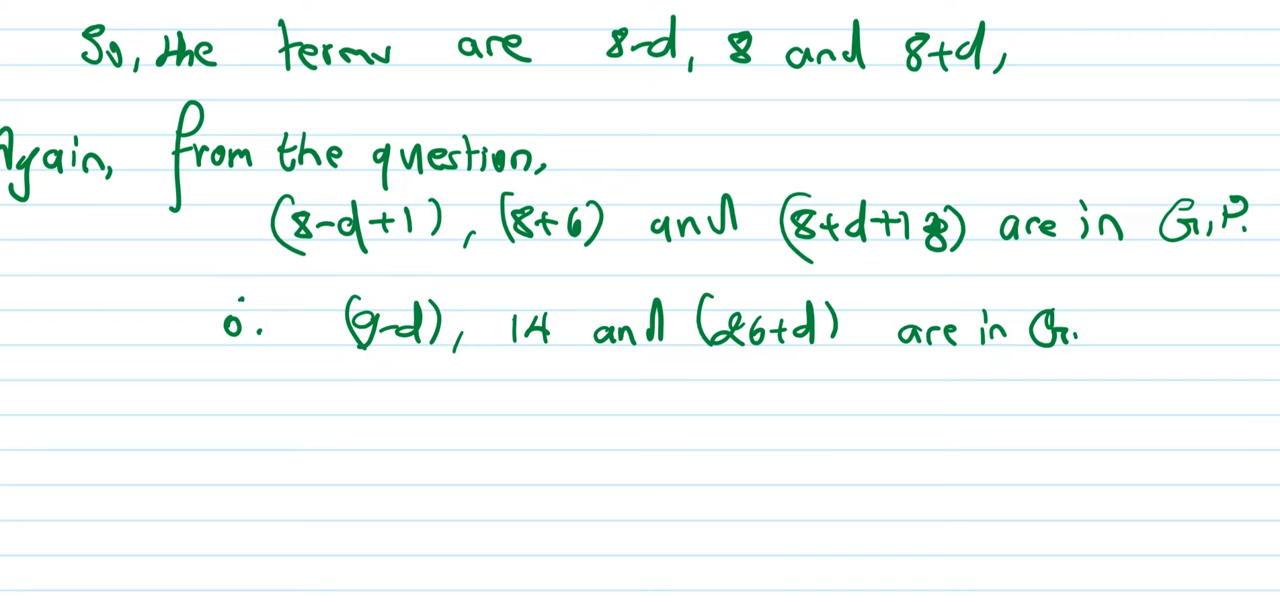 So, the terms are 8-d, 8 and 8+d,
Again, from the question,
(8-d+1), (8+6) and (8+d+18) are in G.P.
∴ (9-d), 14 and (26+d) are in G.